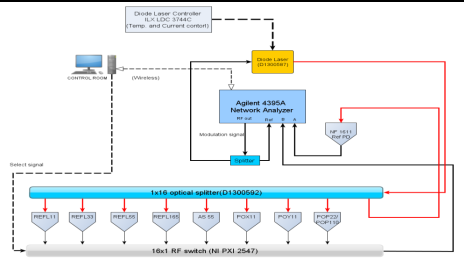 Diode Laser Controller
ILX LDC 3744C
(Temp. and Current contorl)
CONTROL ROOM
(Wireless)
Diode Laser
(D1300587)
Agilent 4395A
Network Analyzer
RF out
Ref
B
A
Modulation signal
NF 1611
Ref PD
Splitter
Select signal
1x16 optical splitter(D1300592)
REFL11
REFL33
REFL55
REFL165
AS 55
POX11
POY11
POP22/
POP110
16x1 RF switch (NI PXI 2547)